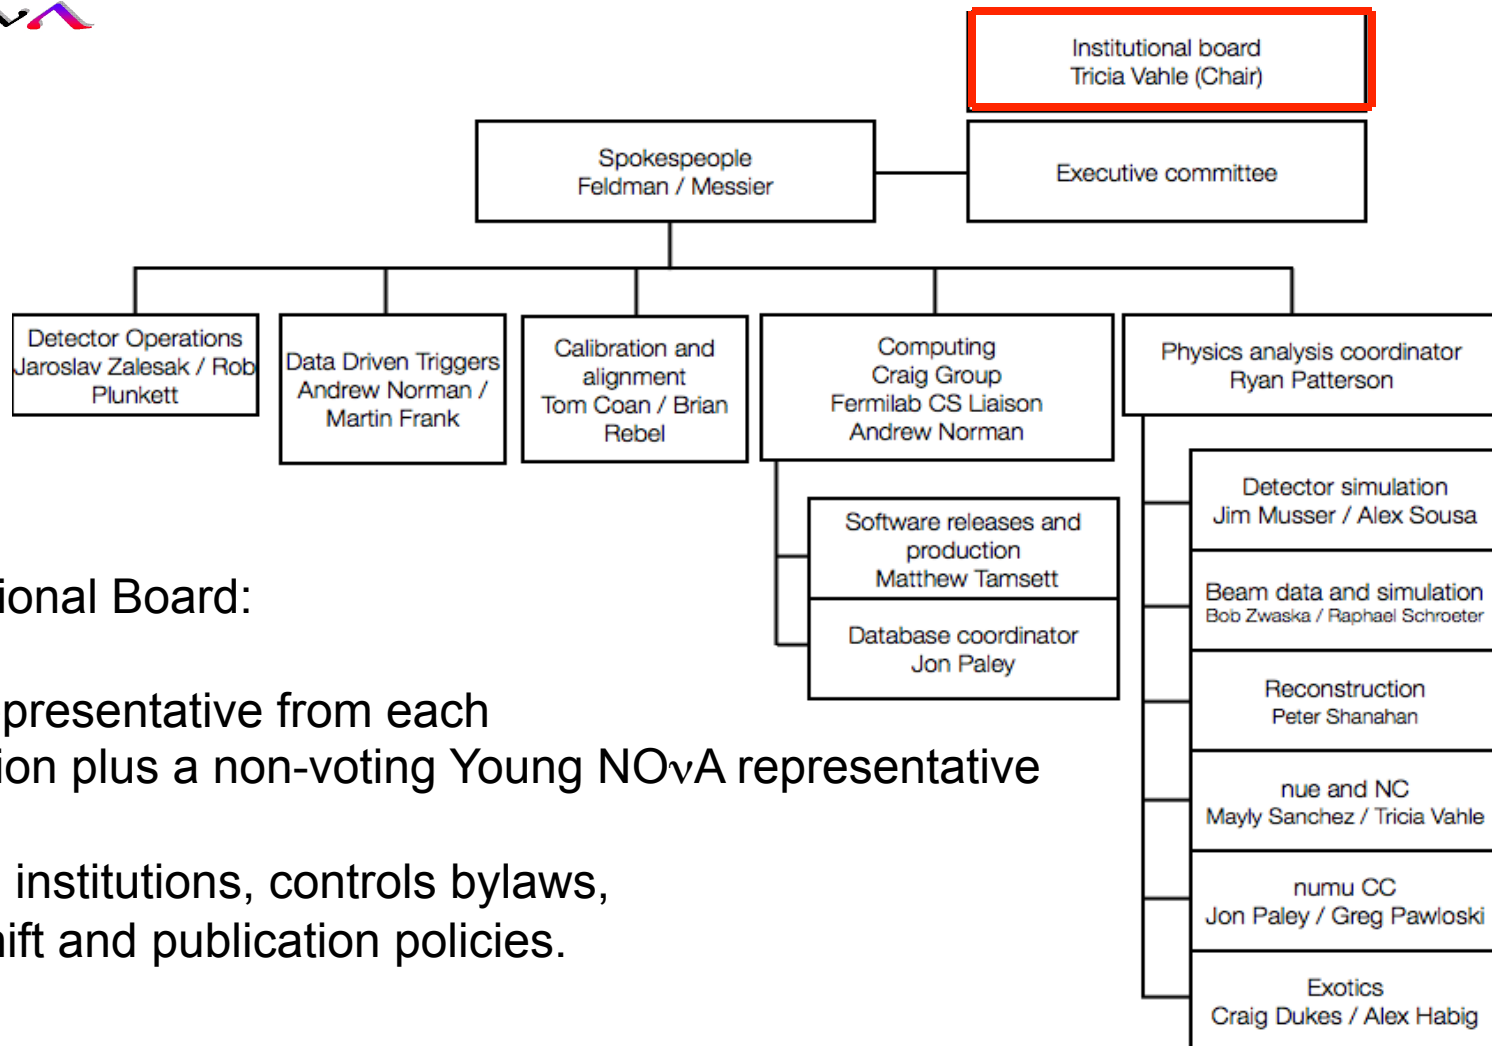 νA
Institutional board
Tricia Vahle (Chair)
Spokespeople
Feldman / Messier
Executive committee
Detector Operations
Jaroslav Zalesak / Rob
Plunkett
Data Driven Triggers
Andrew Norman /
Martin Frank
Calibration and
alignment
Tom Coan / Brian
Rebel
Computing
Craig Group
Fermilab CS Liaison
Andrew Norman
Physics analysis coordinator
Ryan Patterson
Software releases and
production
Matthew Tamsett
Database coordinator
Jon Paley
Detector simulation
Jim Musser / Alex Sousa
Beam data and simulation
Bob Zwaska / Raphael Schroeter
Reconstruction
Peter Shanahan
nue and NC
Mayly Sanchez / Tricia Vahle
numu CC
Jon Paley / Greg Pawloski
Exotics
Craig Dukes / Alex Habig
ional Board:
presentative from each
ion plus a non-voting Young NOνA representative
institutions, controls bylaws,
ift and publication policies.